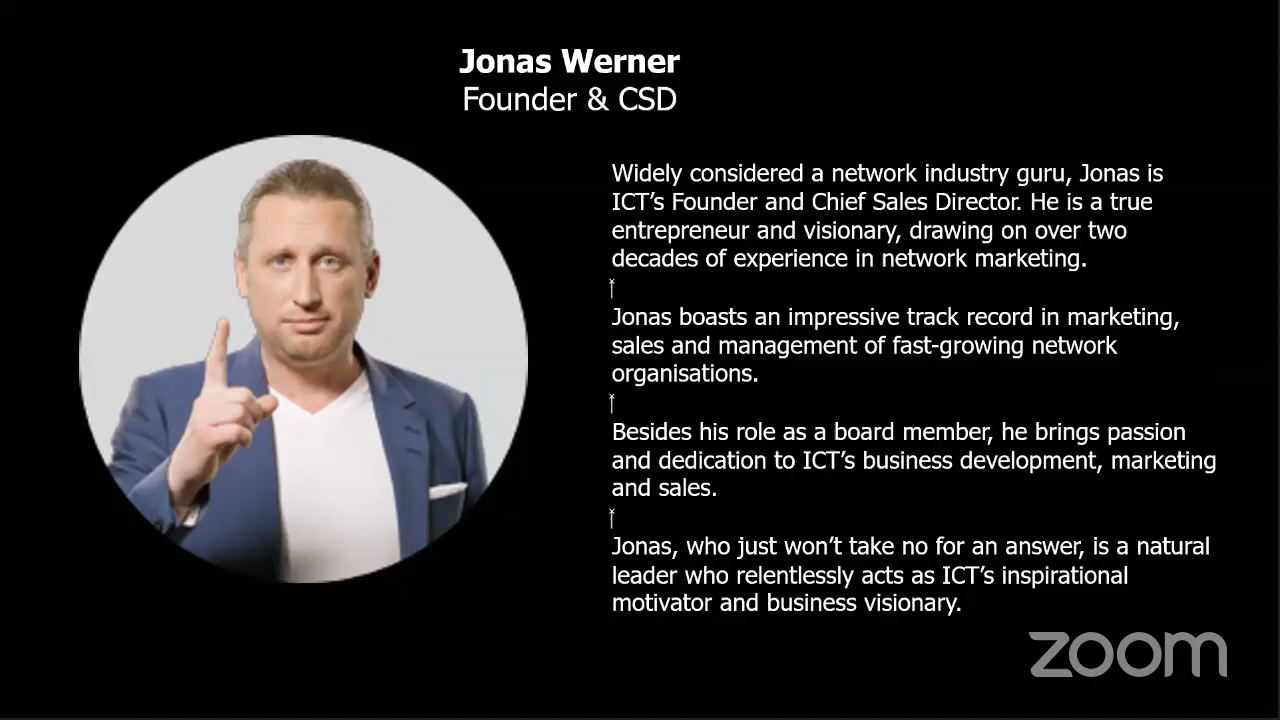 Jonas Werner
Founder & CSD
Widely considered a network industry guru, Jonas is
ICT’s Founder and Chief Sales Director. He is a true
entrepreneur and visionary, drawing on over two
decades of experience in network marketing.
Jonas boasts an impressive track record in marketing,
sales and management of fast-growing network
organisations.
Besides his role as a board member, he brings passion
and dedication to ICT’s business development, marketing
and sales.
Jonas, who just won’t take no for an answer, is a natural
leader who relentlessly acts as ICT’s inspirational
motivator and business visionary.
zoom